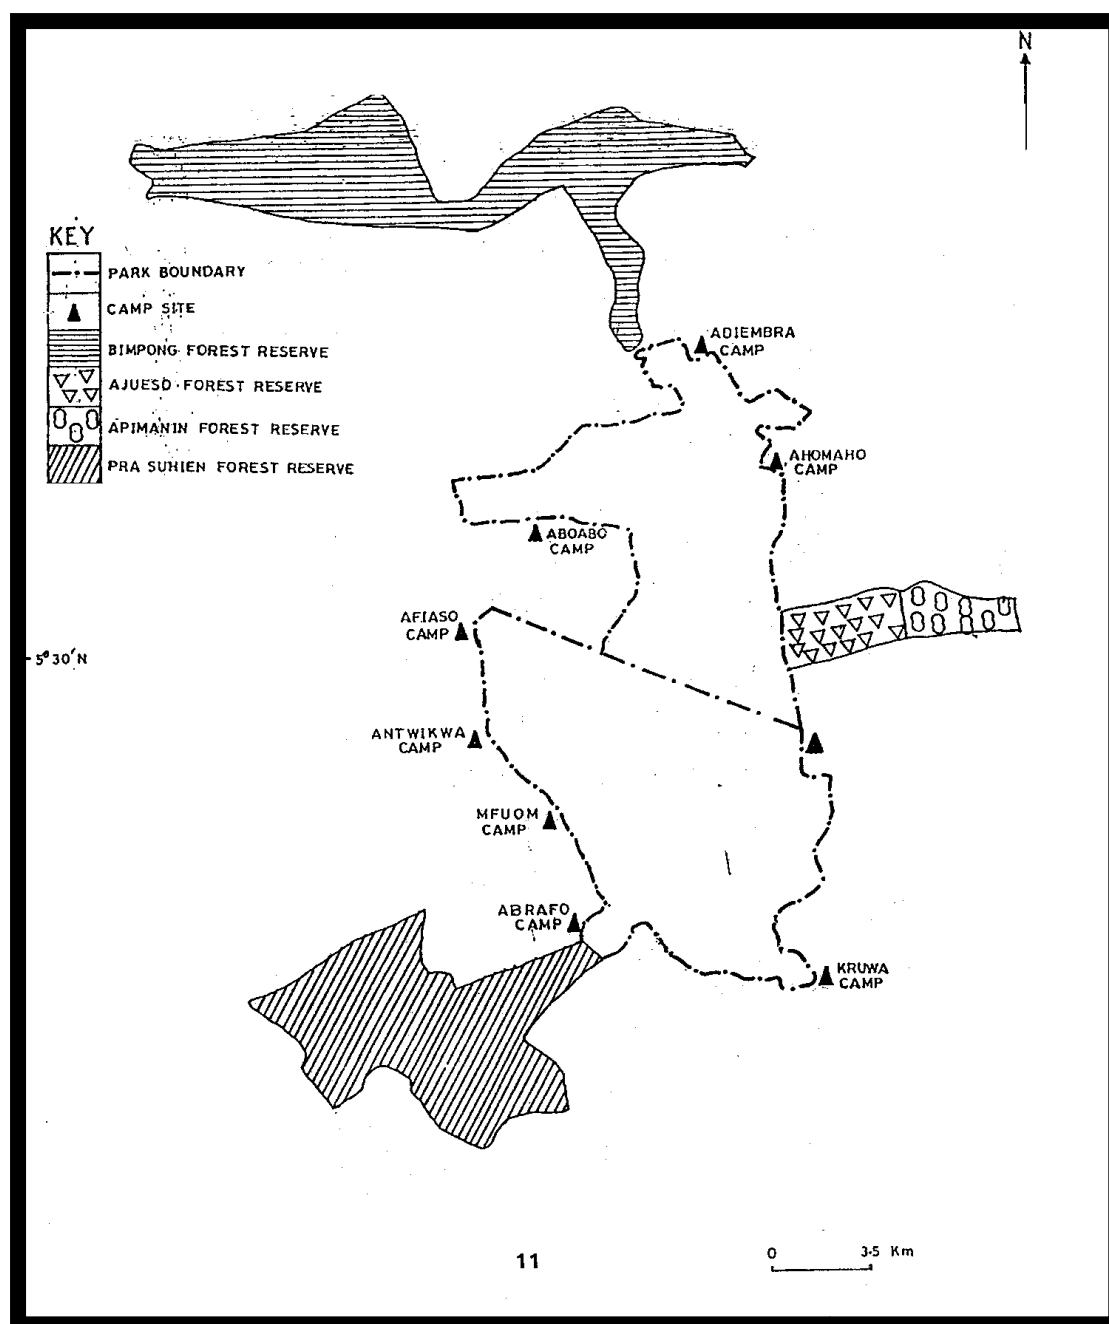 N
KEY
PARK BOUNDARY
CAMP SITE
BIMPONG FOREST RESERVE
AJUESO FOREST RESERVE
APIMANIN FOREST RESERVE
PRA SUHIEN FOREST RESERVE
ADIEMBRA
CAMP
AHOMAHO
CAMP
ABOABO
CAMP
AFIASO
CAMP
5°30'N
ANTWIKWA
CAMP
MFUOM
CAMP
ABRAFO
CAMP
KRUWA
CAMP
11
0 3·5 Km